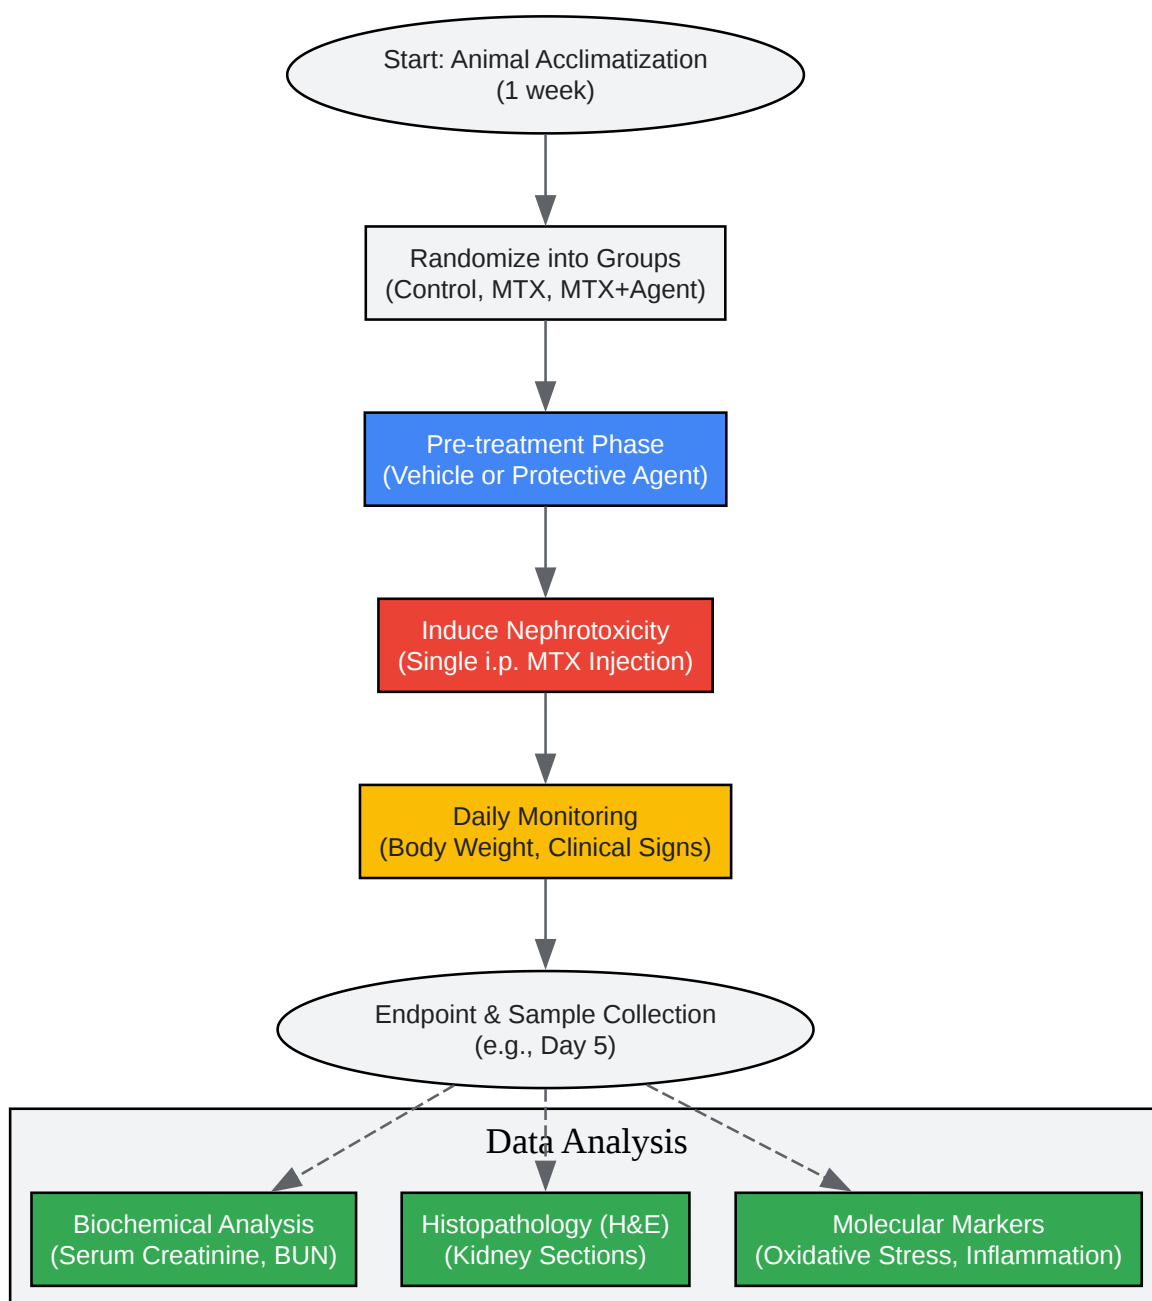 Start: Animal Acclimatization
(1 week)
Randomize into Groups
(Control, MTX, MTX+Agent)
Pre-treatment Phase
(Vehicle or Protective Agent)
Induce Nephrotoxicity
(Single i.p. MTX Injection)
Daily Monitoring
(Body Weight, Clinical Signs)
Endpoint & Sample Collection
(e.g., Day 5)
Data Analysis
Biochemical Analysis
(Serum Creatinine, BUN)
Histopathology (H&E)
(Kidney Sections)
Molecular Markers
(Oxidative Stress, Inflammation)